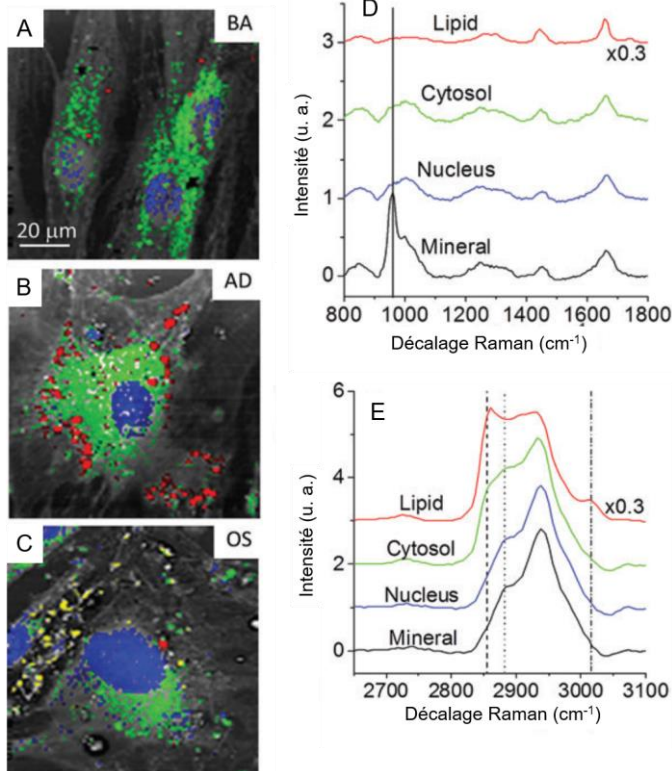 A
BA
20 μm
B
AD
C
OS
D
Lipid
x0.3
Cytosol
Nucleus
Mineral
3
2
1
0
Intensité (u. a.)
800 1000 1200 1400 1600 1800
Décalage Raman (cm⁻¹)
E
Lipid
x0.3
Cytosol
Nucleus
Mineral
6
4
2
0
Intensité (u. a.)
2700 2800 2900 3000 3100
Décalage Raman (cm⁻¹)